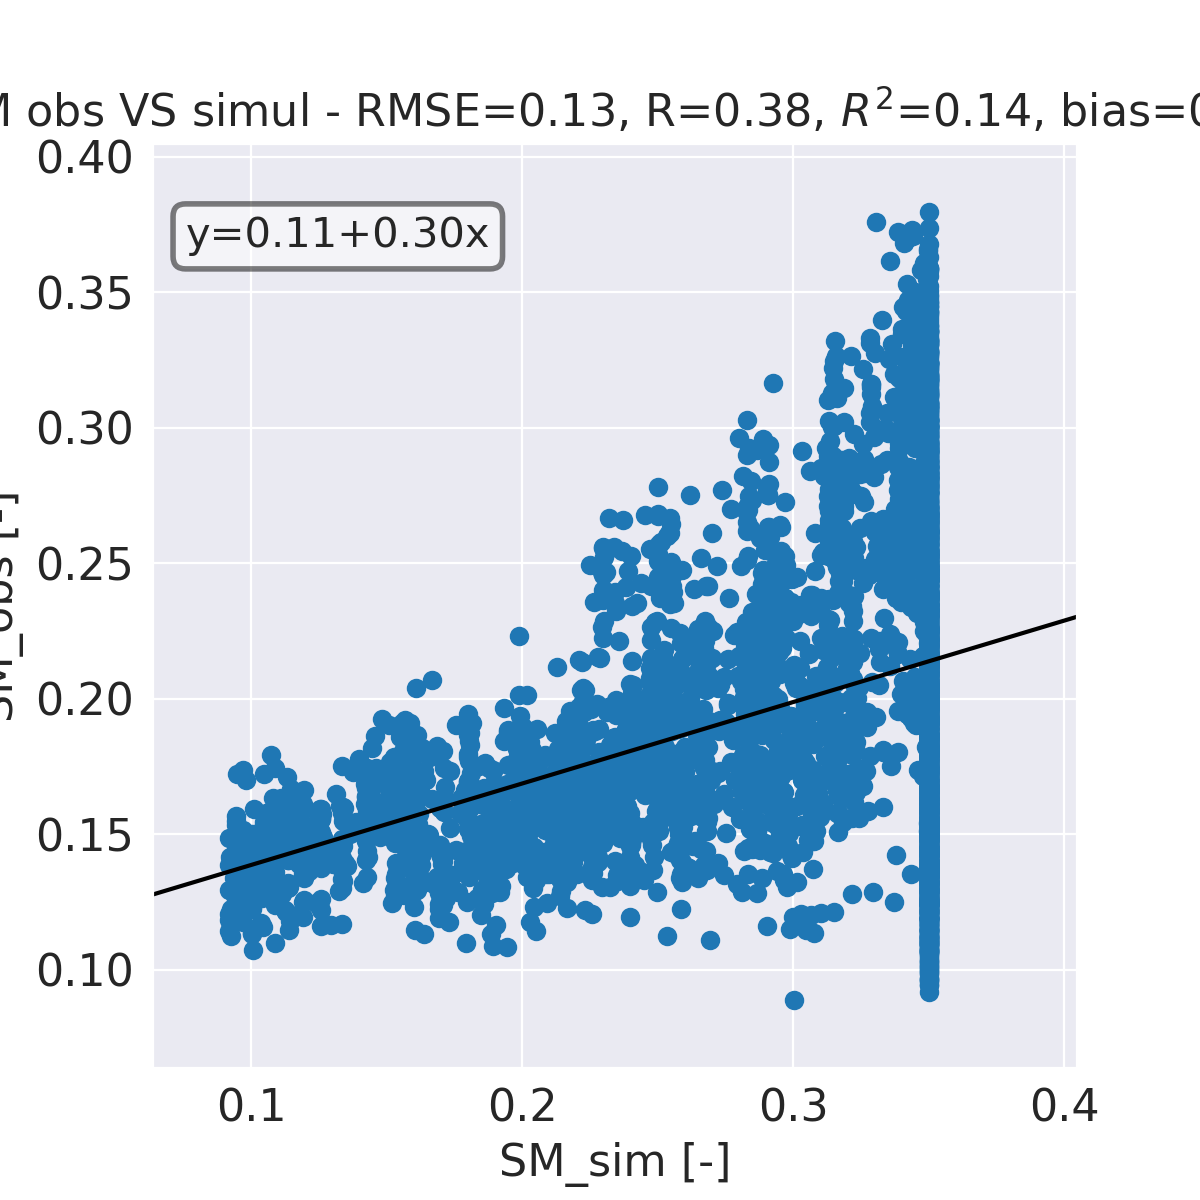 obs VS simul - RMSE=0.13, R=0.38, R²=0.14, bias=
0.40
y=0.11+0.30x
0.35
0.30
0.25
SM_obs [-]
0.20
0.15
0.10
0.1 0.2 0.3 0.4
SM_sim [-]